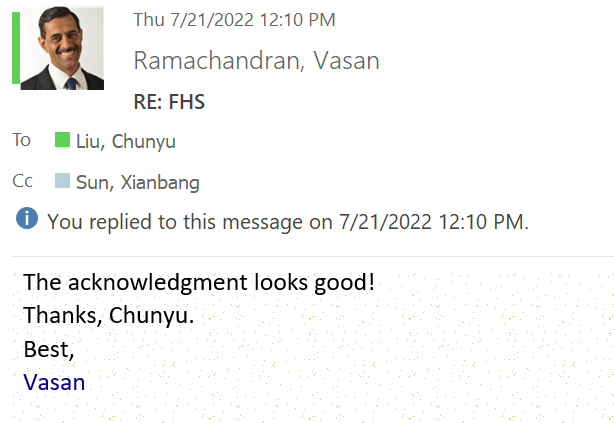 Thu 7/21/2022 12:10 PM
Ramachandran, Vasan
RE: FHS
To Liu, Chunyu
Cc Sun, Xianbang
i You replied to this message on 7/21/2022 12:10 PM.
The acknowledgment looks good!
Thanks, Chunyu.
Best,
Vasan